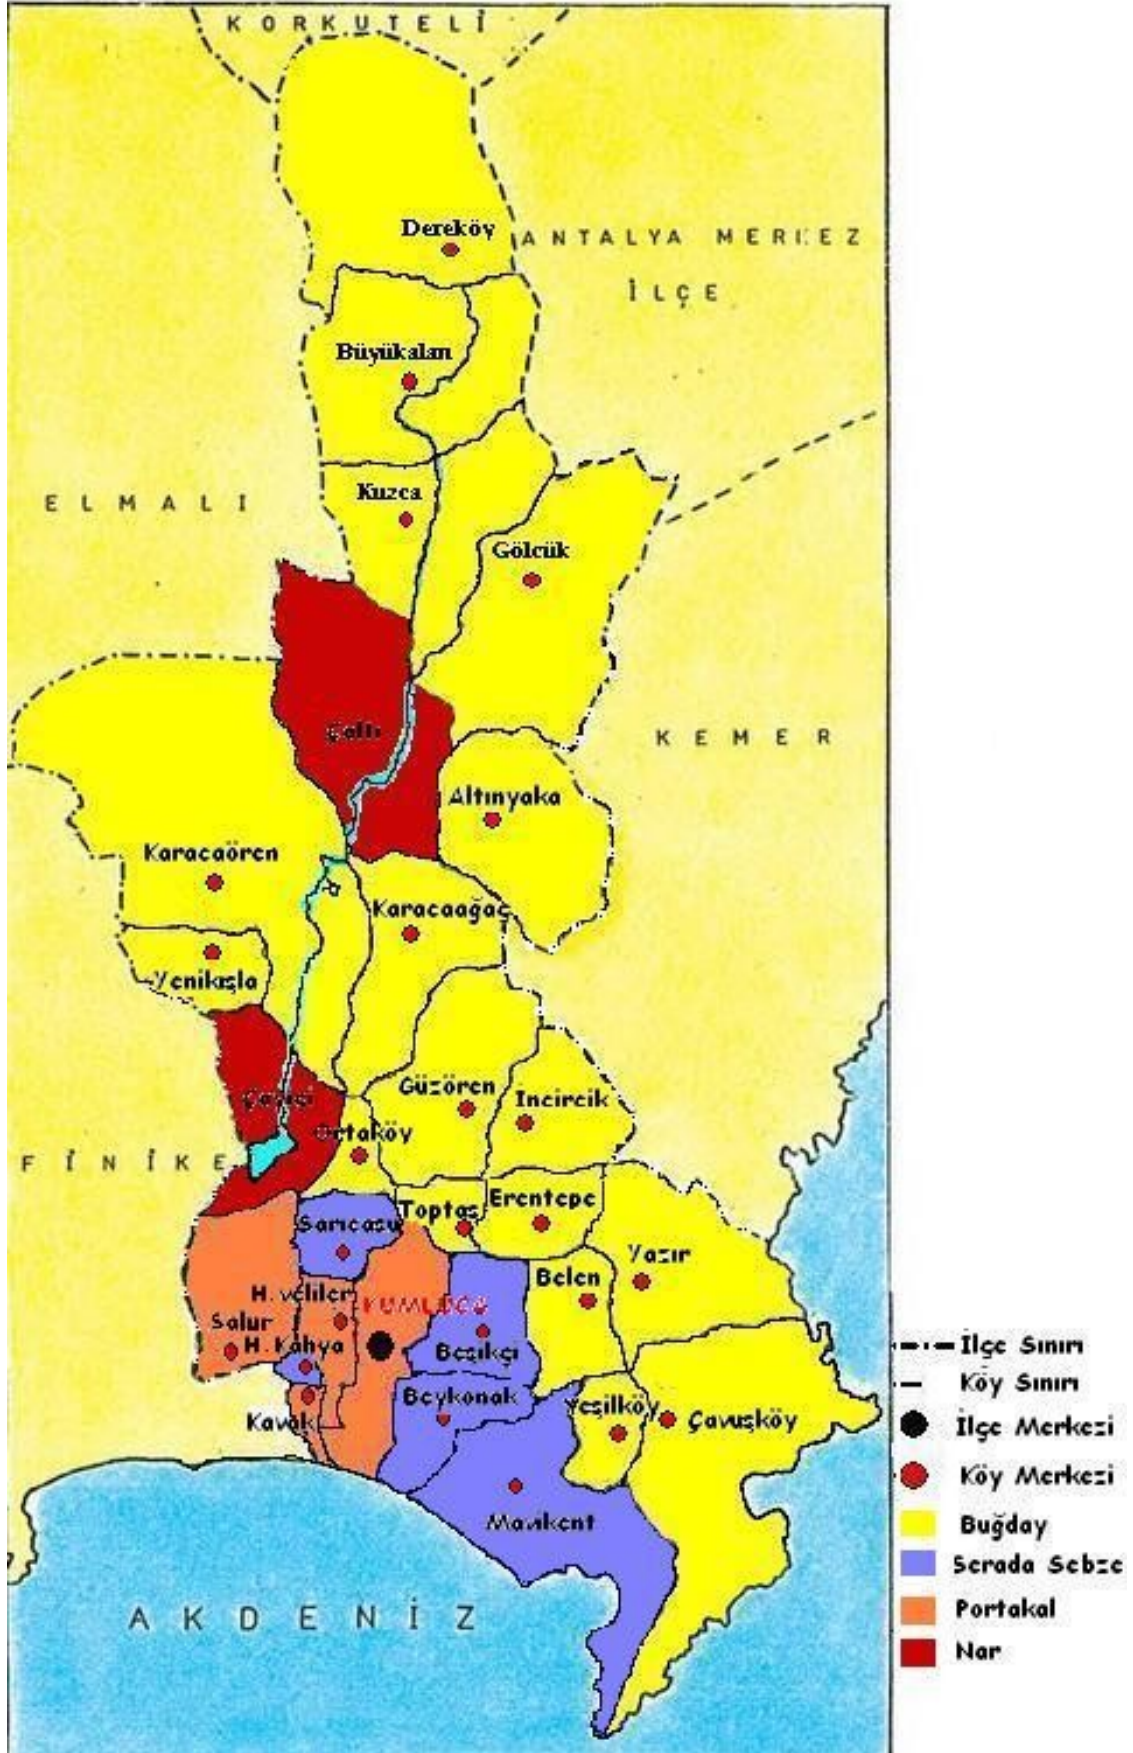 KORKUTELİ
Dereköy
ANTALYA MERKEZ
İLÇE
Büyükalan
Kuzca
ELMALI
Gölcük
Çaltı
KEMER
Altınyaka
Karacaören
Karacaağaç
Yenikışla
Güzören
İncircik
Ortaköy
FİNİKE
Erentepe
Toptaş
Sarıcasu
Yazır
Belen
H.veliler
KUMLUCA
Salur
H.Kahya
Beşikçi
Beykonak
Yeşilköy
Çavuşköy
Kavak
Mavikent
AKDENİZ
İlçe Sınırı
Köy Sınırı
İlçe Merkezi
Köy Merkezi
Buğday
Serada Sebze
Portakal
Nar